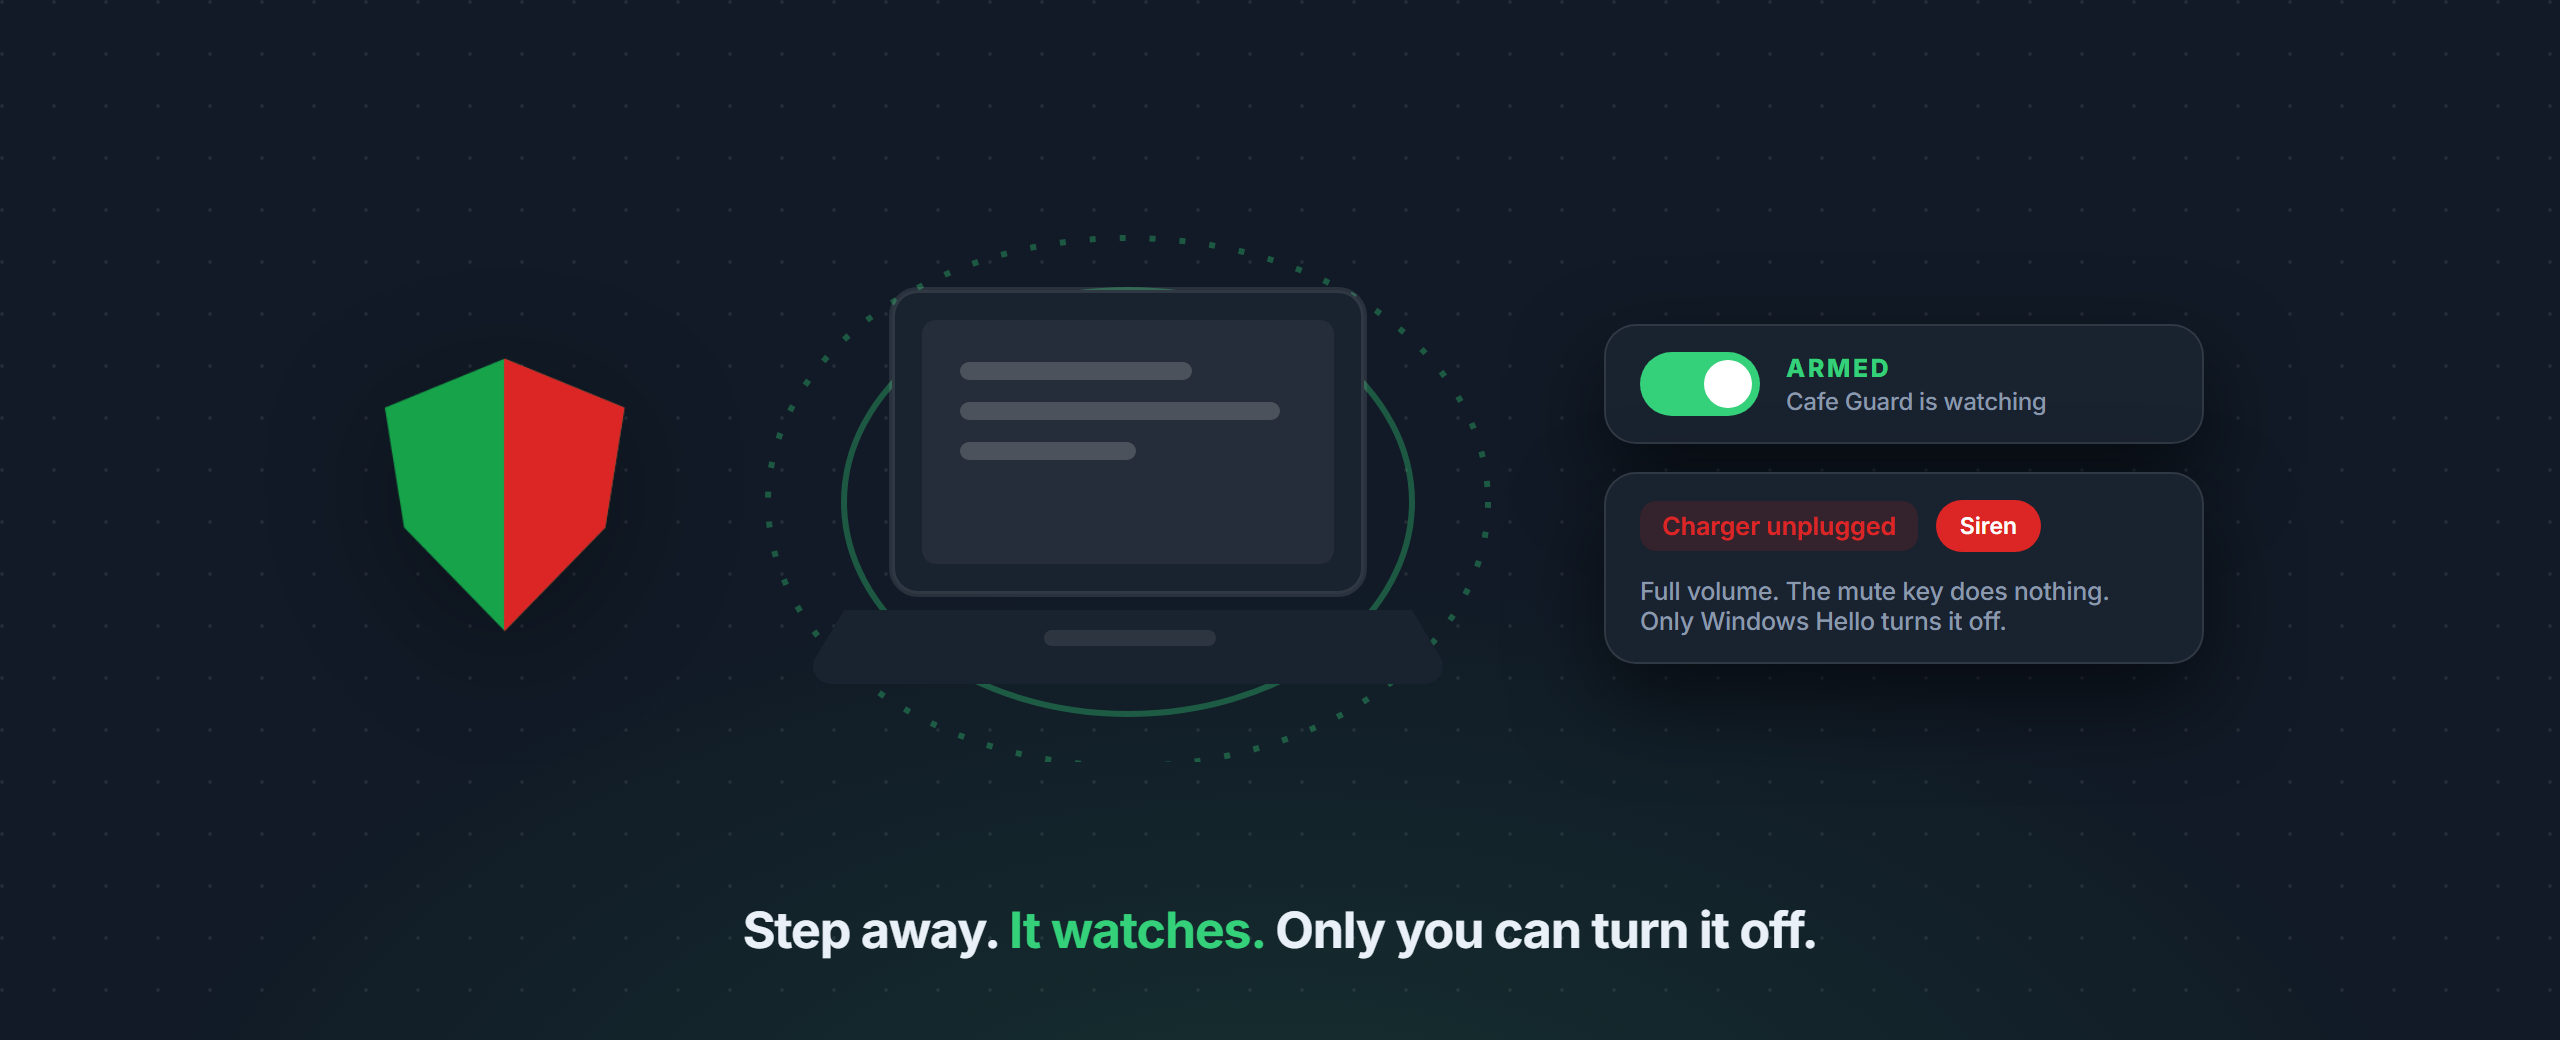 ARMED
Cafe Guard is watching
Charger unplugged
Siren
Full volume. The mute key does nothing.
Only Windows Hello turns it off.
Step away. It watches. Only you can turn it off.